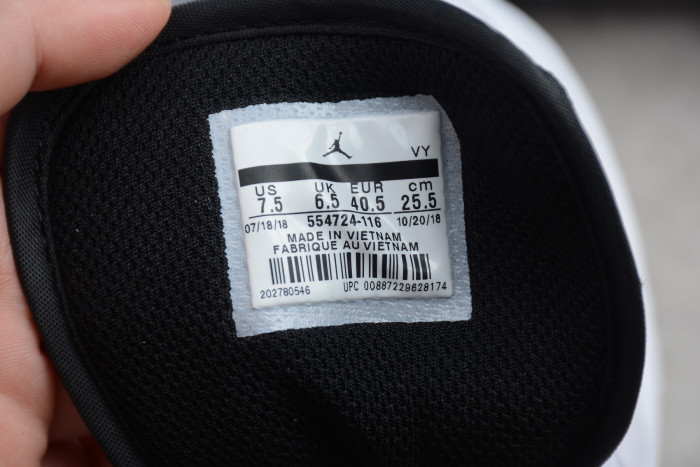 VY
US UK EUR cm
7.5 6.5 40.5 25.5
07/18/18 554724-116 10/20/18
MADE IN VIETNAM
FABRIQUE AU VIETNAM
202780546 UPC 00887229628174